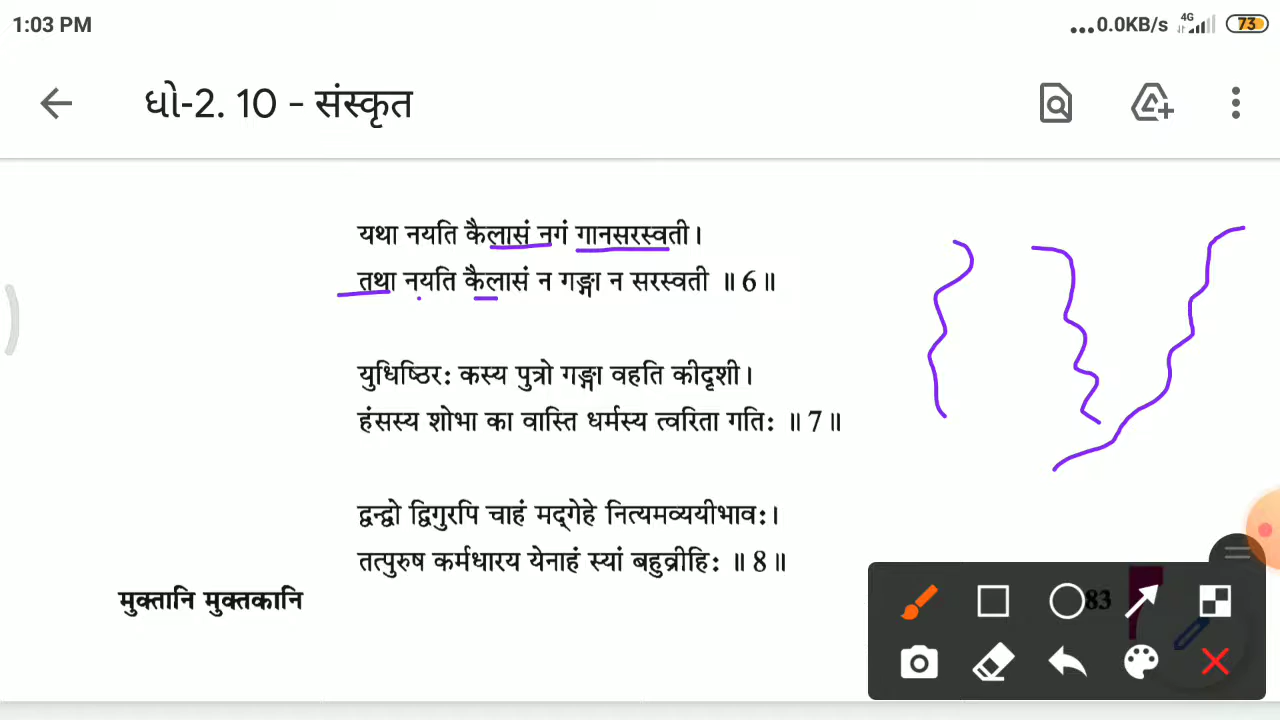 1:03 PM
...0.0KB/s 4G 73
धो-2. 10 - संस्कृत
यथा नयति कैलासं नगं गानसरस्वती।
तथा नयति कैलासं न गङ्गा न सरस्वती ॥ 6 ॥
युधिष्ठिरः कस्य पुत्रो गङ्गा वहति कीदृशी।
हंसस्य शोभा का वास्ति धर्मस्य त्वरिता गतिः ॥ 7 ॥
द्वन्द्वो द्विगुरपि चाहं मद्गेहे नित्यमव्ययीभावः।
तत्पुरुष कर्मधारय येनाहं स्यां बहुव्रीहिः ॥ 8 ॥
मुक्तानि मुक्तकानि 83